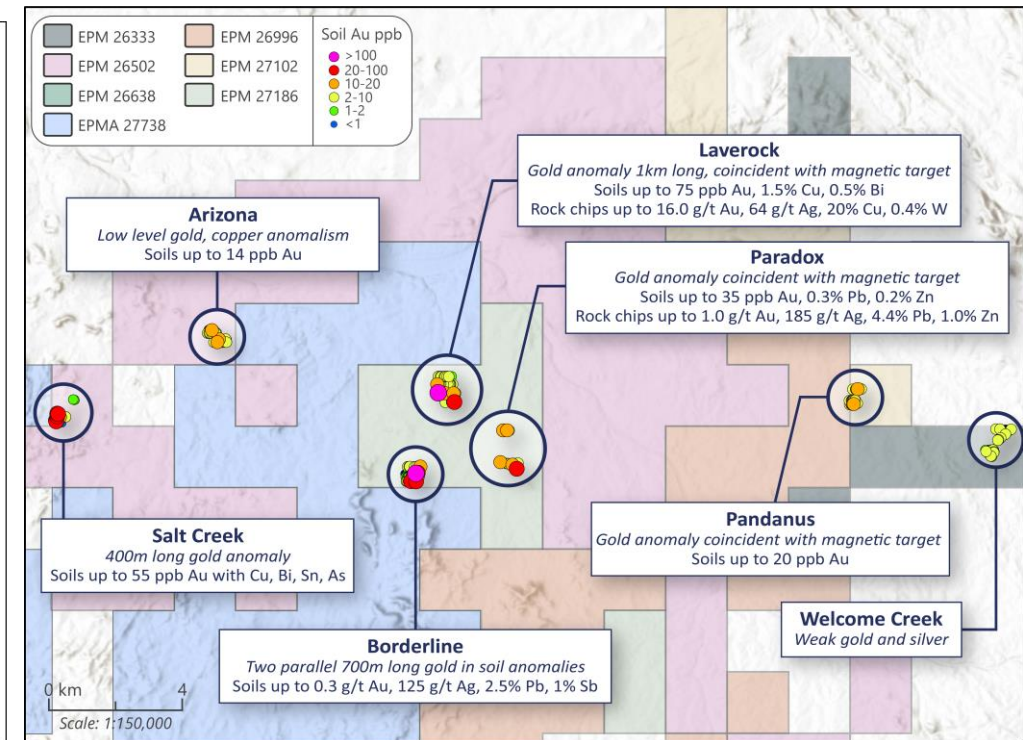 EPM 26333
EPM 26502
EPM 26638
EPMA 27738
EPM 26996
EPM 27102
EPM 27186
Soil Au ppb
>100
20-100
10-20
2-10
1-2
<1
Laverock
Gold anomaly 1km long, coincident with magnetic target
Soils up to 75 ppb Au, 1.5% Cu, 0.5% Bi
Rock chips up to 16.0 g/t Au, 64 g/t Ag, 20% Cu, 0.4% W
Arizona
Low level gold, copper anomalism
Soils up to 14 ppb Au
Paradox
Gold anomaly coincident with magnetic target
Soils up to 35 ppb Au, 0.3% Pb, 0.2% Zn
Rock chips up to 1.0 g/t Au, 185 g/t Ag, 4.4% Pb, 1.0% Zn
Salt Creek
400m long gold anomaly
Soils up to 55 ppb Au with Cu, Bi, Sn, As
Pandanus
Gold anomaly coincident with magnetic target
Soils up to 20 ppb Au
Welcome Creek
Weak gold and silver
Borderline
Two parallel 700m long gold in soil anomalies
Soils up to 0.3 g/t Au, 125 g/t Ag, 2.5% Pb, 1% Sb
0 km 4
Scale: 1:150,000